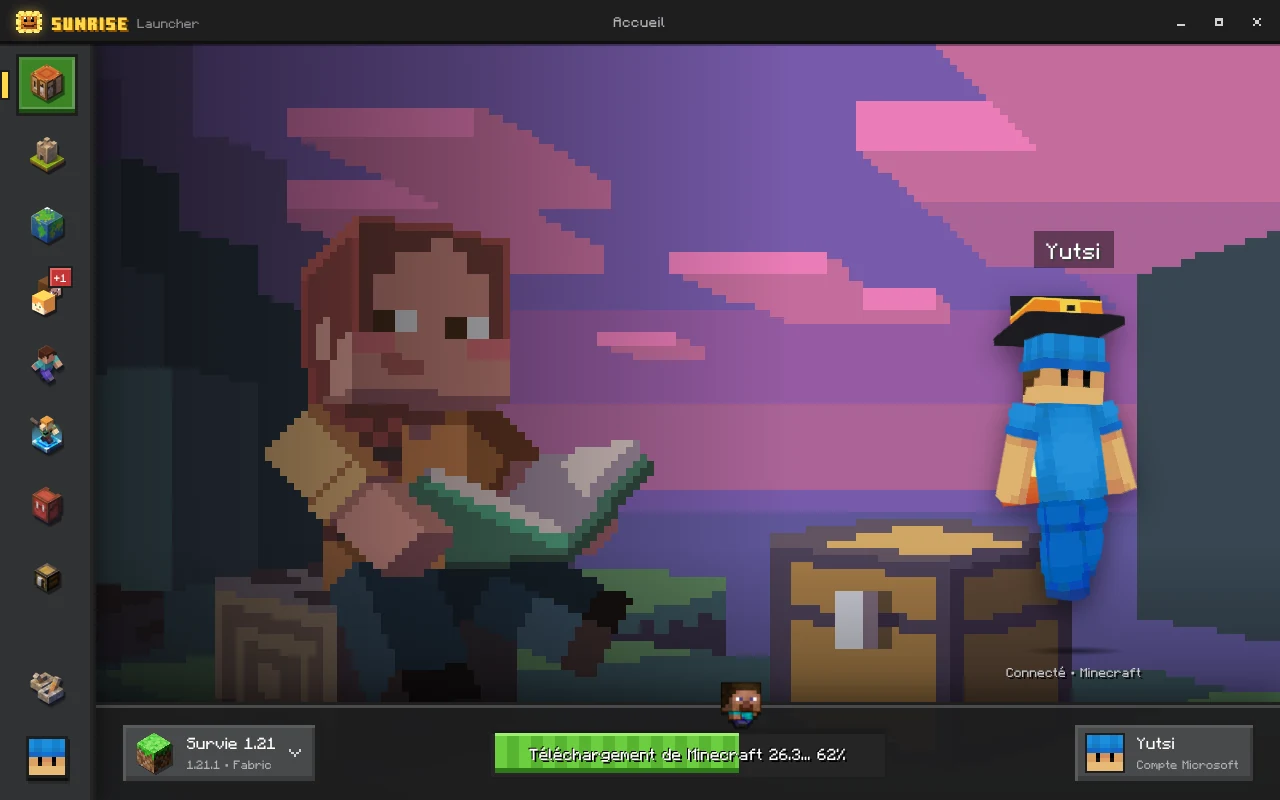 SUNRISE Launcher
Accueil
+1
Yutsi
Connecté • Minecraft
Survie 1.21
1.21.1 • Fabric
Téléchargement de Minecraft 26.3... 62%
Yutsi
Compte Microsoft